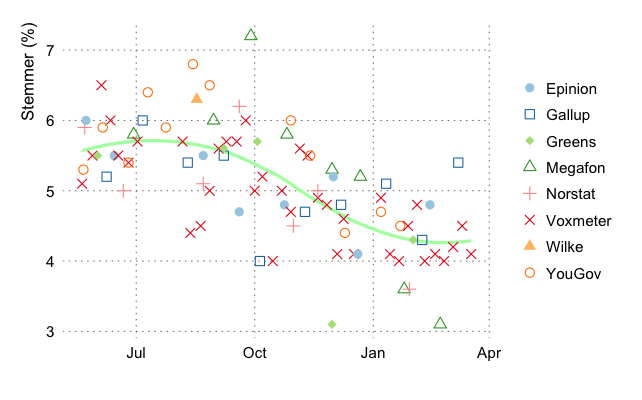 Stemmer (%)
7
6
5
4
3
Jul Oct Jan Apr
Epinion
Gallup
Greens
Megafon
Norstat
Voxmeter
Wilke
YouGov